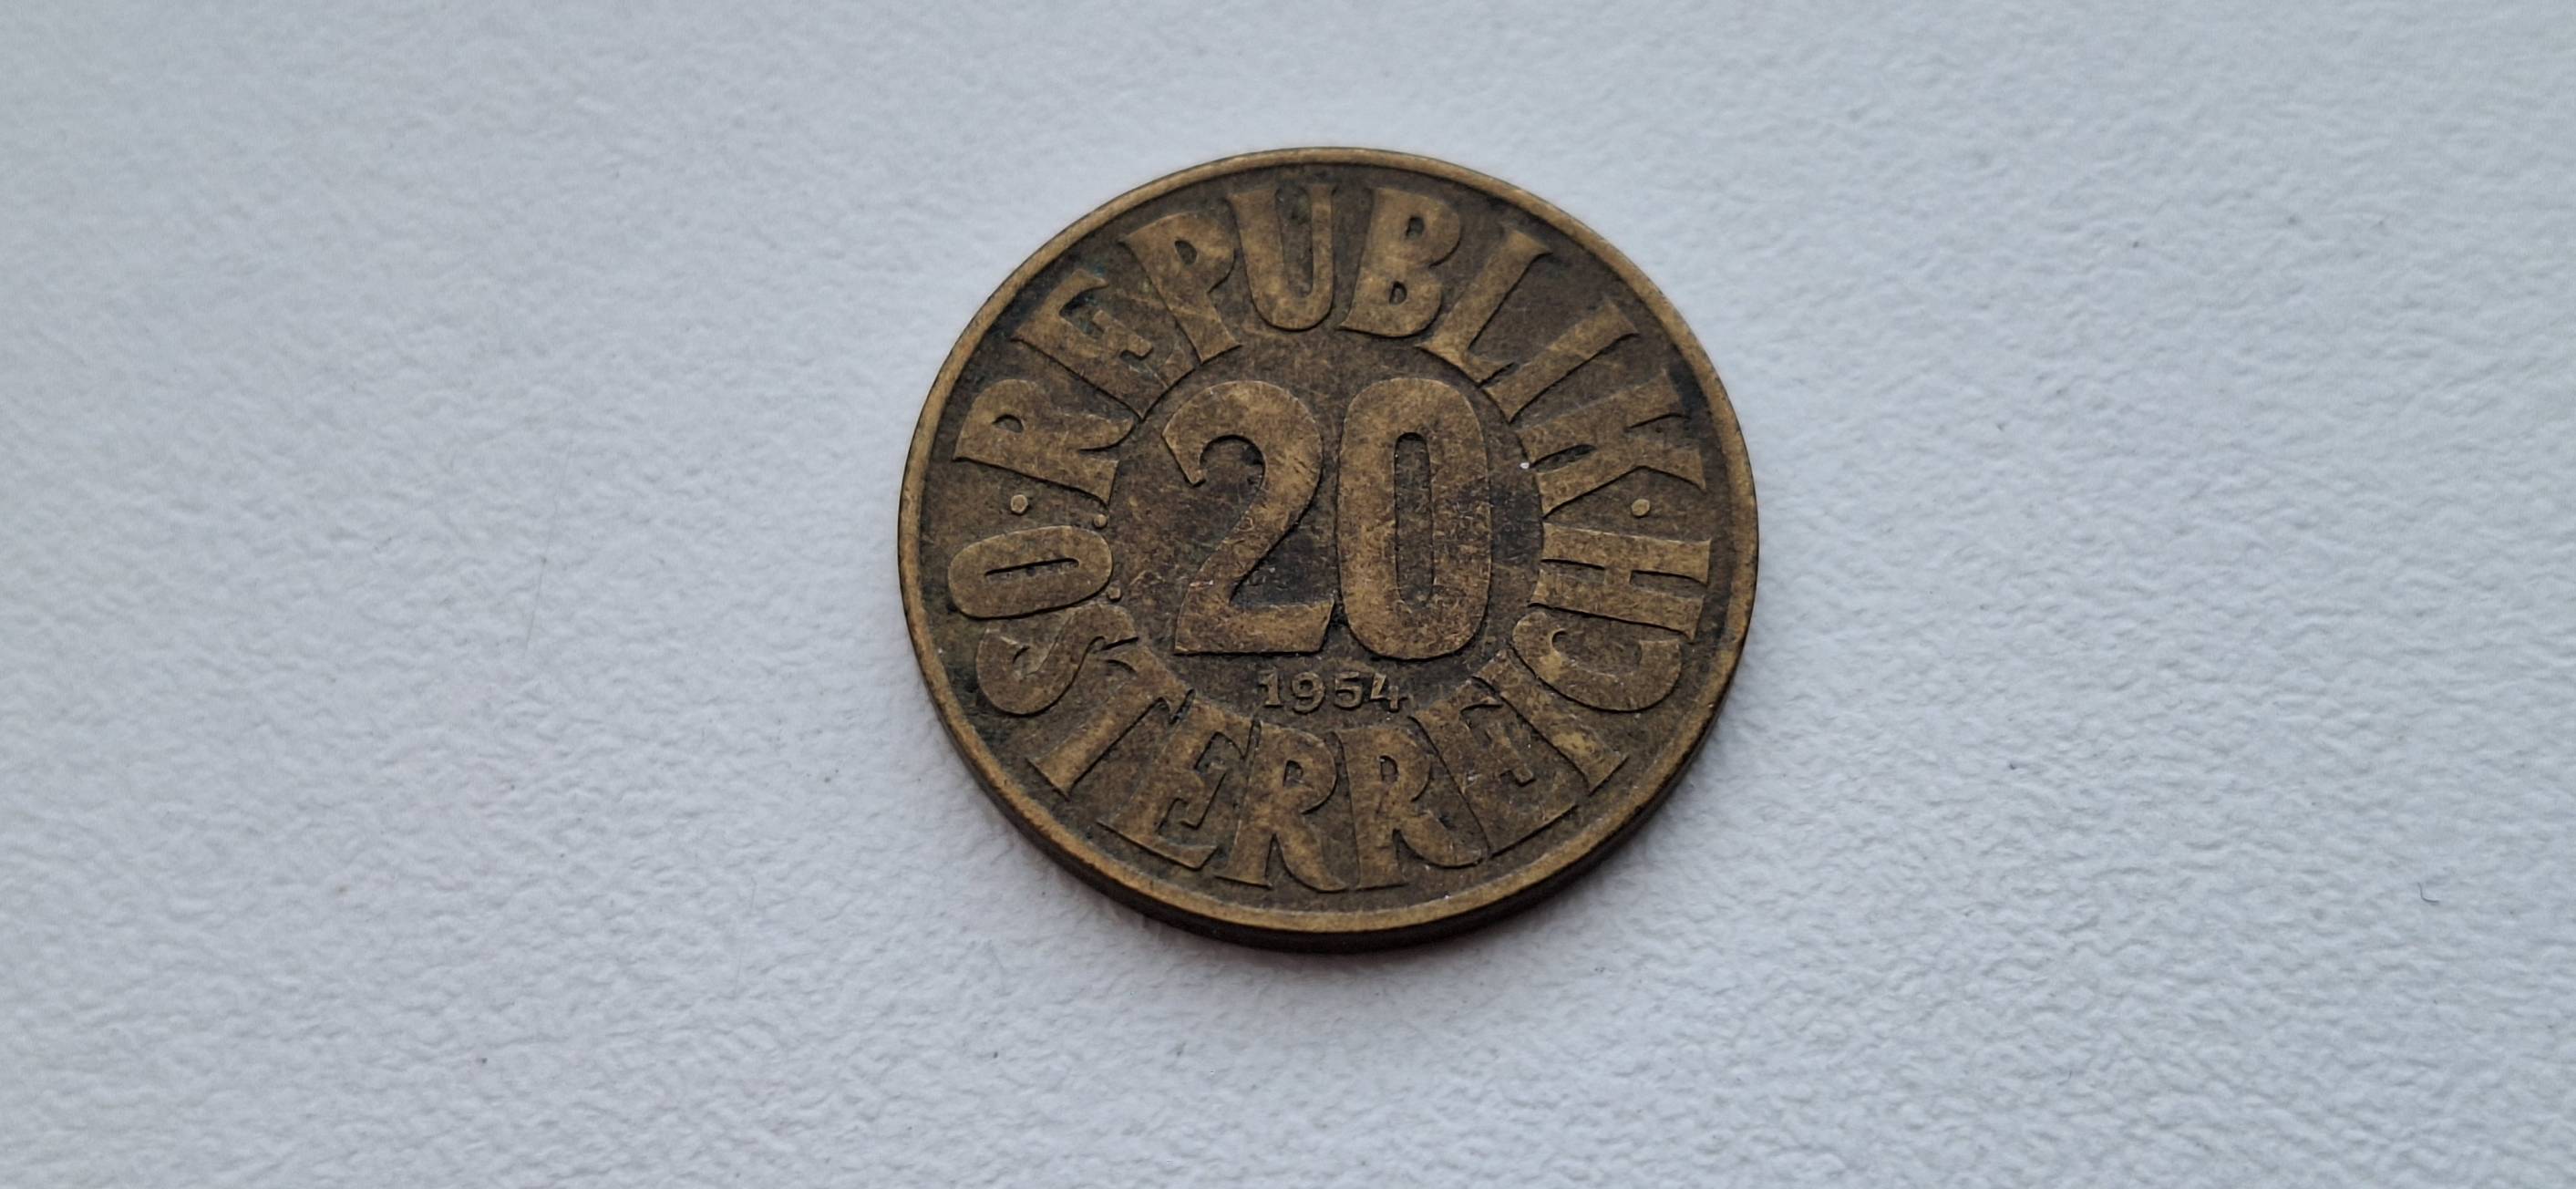 REPUBLIK
20
1954
ÖSTERREICH